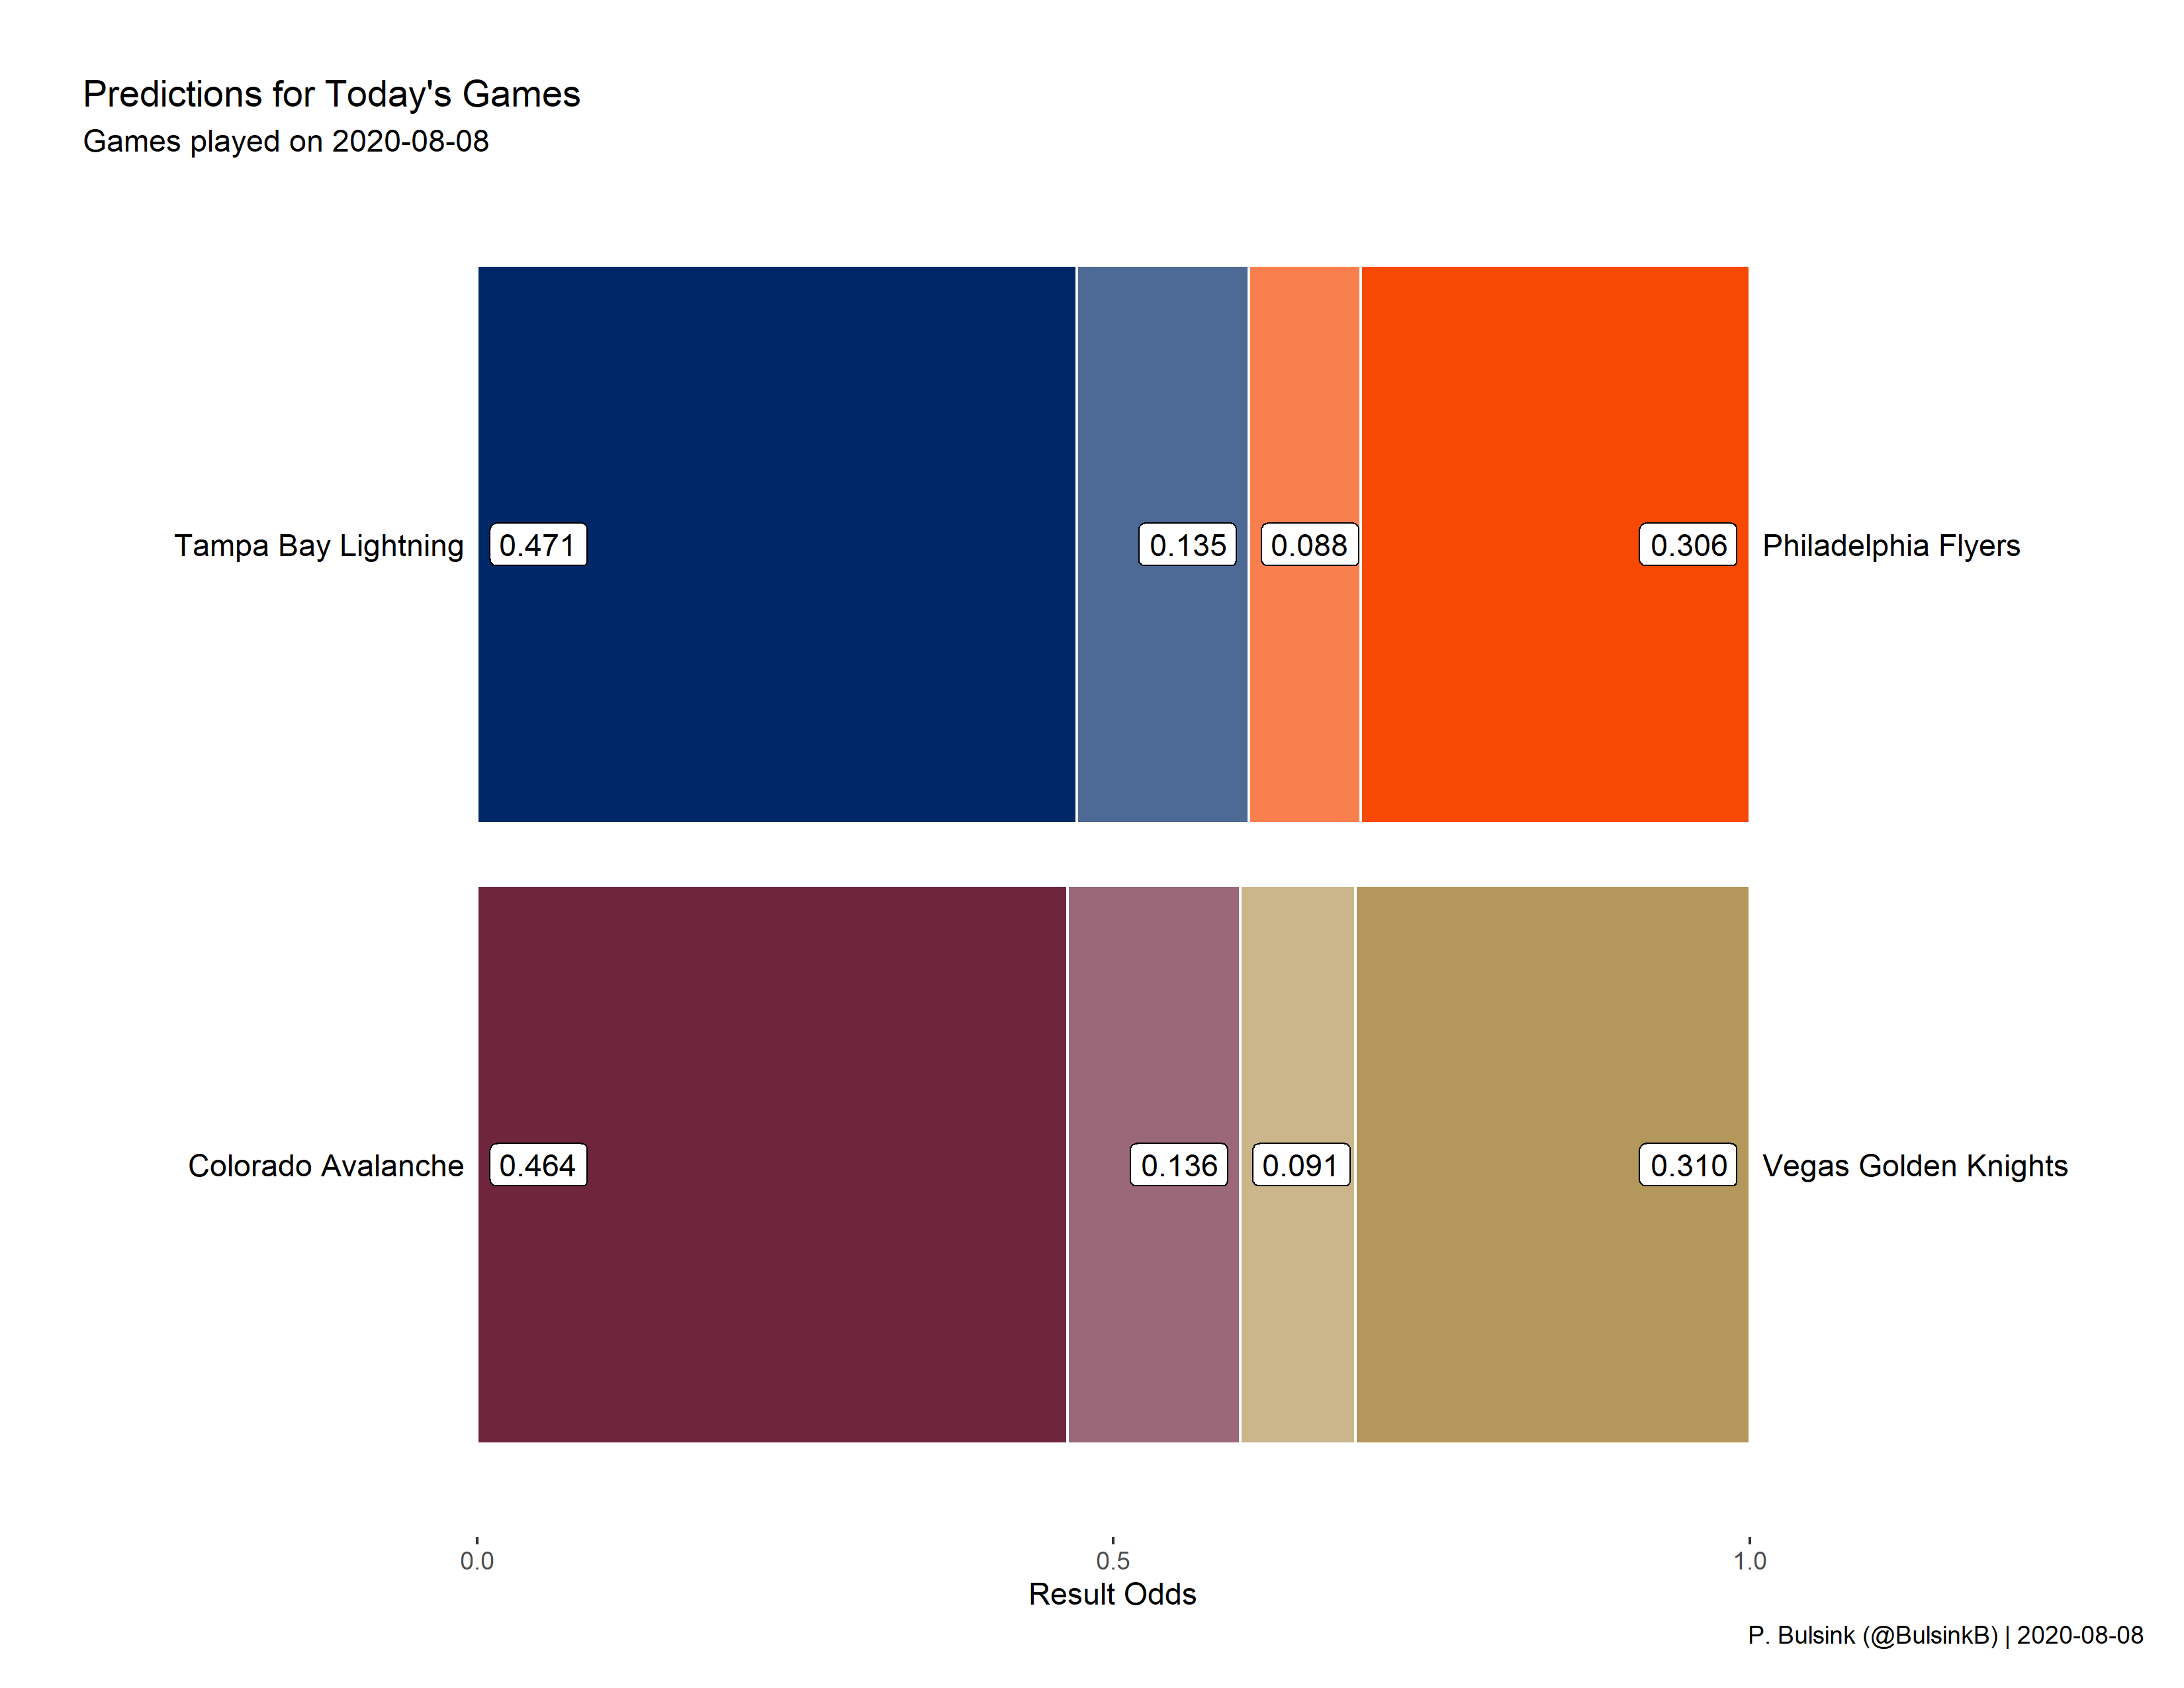 Predictions for Today's Games
Games played on 2020-08-08
Tampa Bay Lightning 0.471 0.135 0.088 0.306 Philadelphia Flyers
Colorado Avalanche 0.464 0.136 0.091 0.310 Vegas Golden Knights
0.0 0.5 1.0
Result Odds
P. Bulsink (@BulsinkB) | 2020-08-08